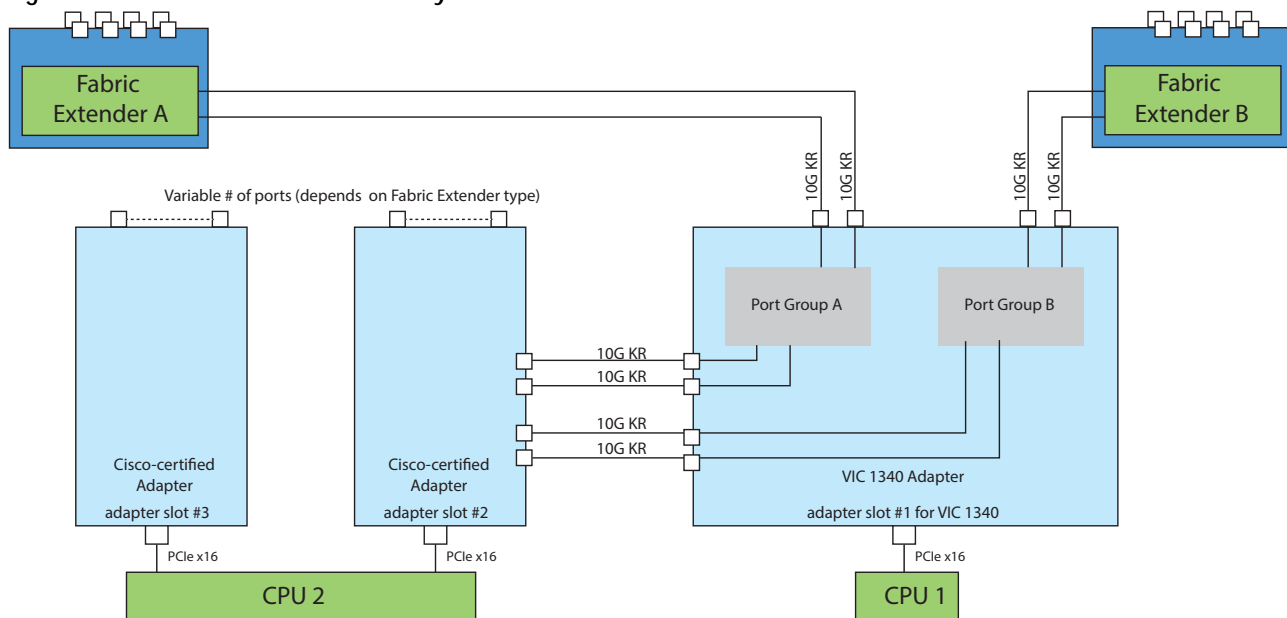 Fabric
Extender A
Fabric
Extender B
10G KR
10G KR
10G KR
10G KR
Variable # of ports (depends on Fabric Extender type)
Port Group A
Port Group B
10G KR
10G KR
10G KR
10G KR
Cisco-certified
Adapter
adapter slot #3
Cisco-certified
Adapter
adapter slot #2
VIC 1340 Adapter
adapter slot #1 for VIC 1340
PCIe x16
PCIe x16
PCIe x16
CPU 2
CPU 1